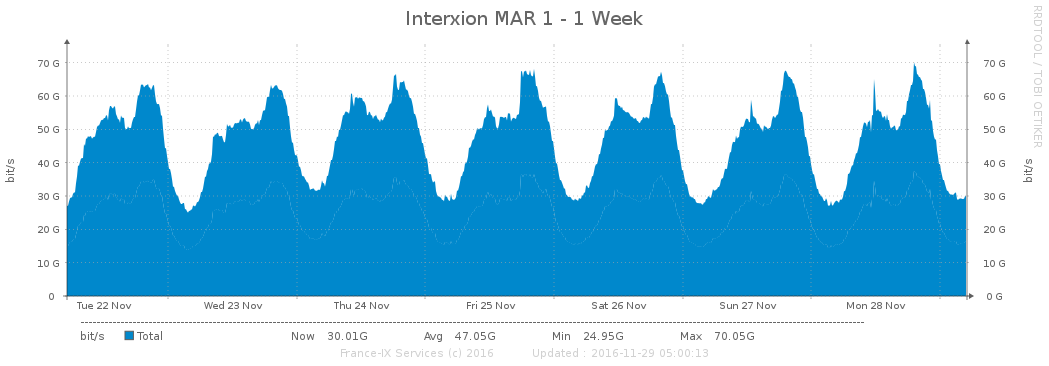 Interxion MAR 1 - 1 Week
RRDTOOL / TOBI OETIKER
bit/s
70 G 70 G
60 G 60 G
50 G 50 G
40 G 40 G
30 G 30 G
20 G 20 G
10 G 10 G
0 0 G
bit/s
Tue 22 Nov Wed 23 Nov Thu 24 Nov Fri 25 Nov Sat 26 Nov Sun 27 Nov Mon 28 Nov
bit/s Total Now 30.01G Avg 47.05G Min 24.95G Max 70.05G
France-IX Services (c) 2016 Updated : 2016-11-29 05:00:13